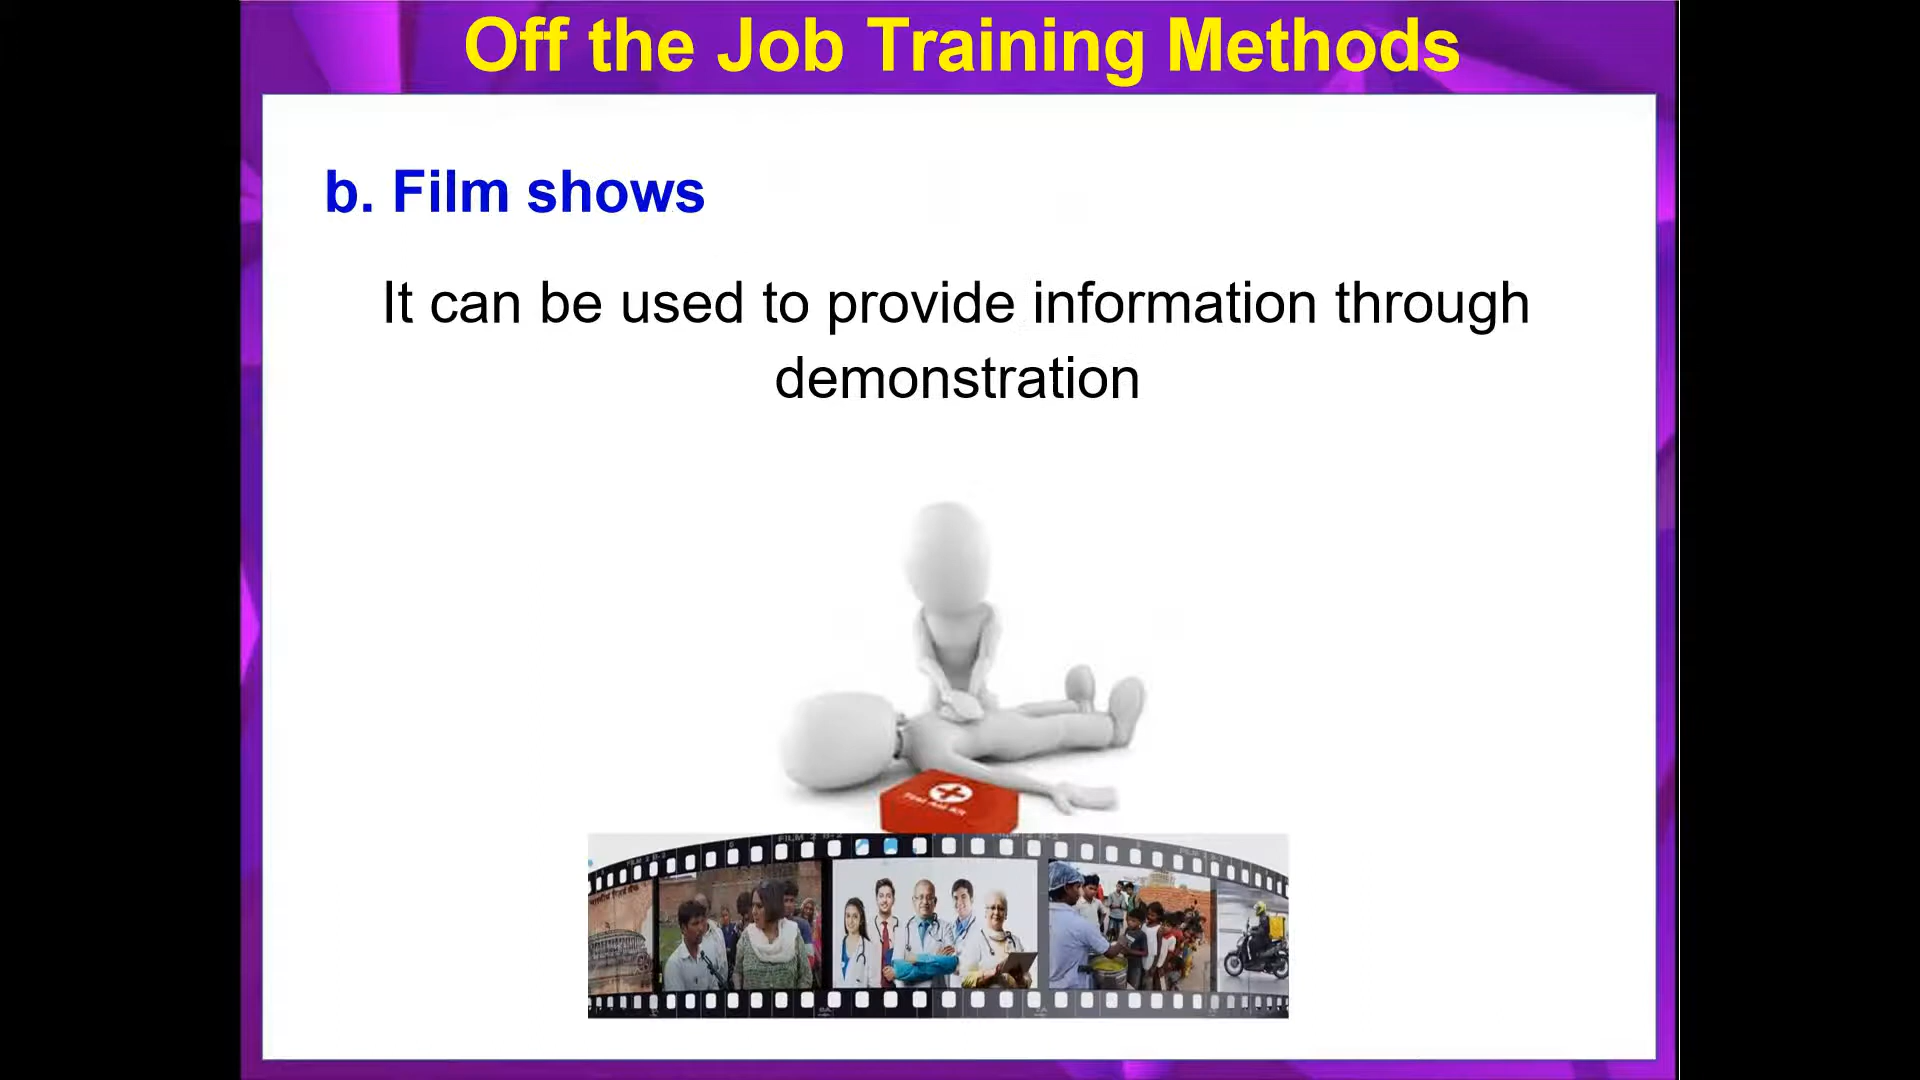 Off the Job Training Methods
b. Film shows
It can be used to provide information through
demonstration